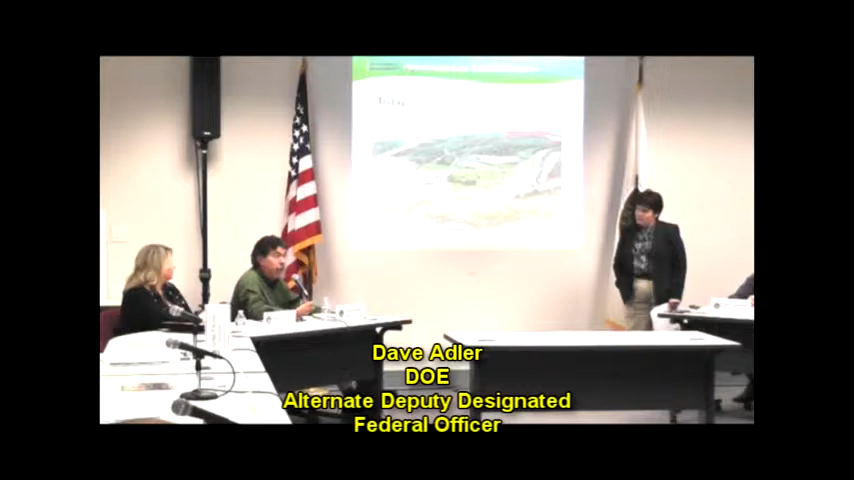 Dave Adler
DOE
Alternate Deputy Designated
Federal Officer